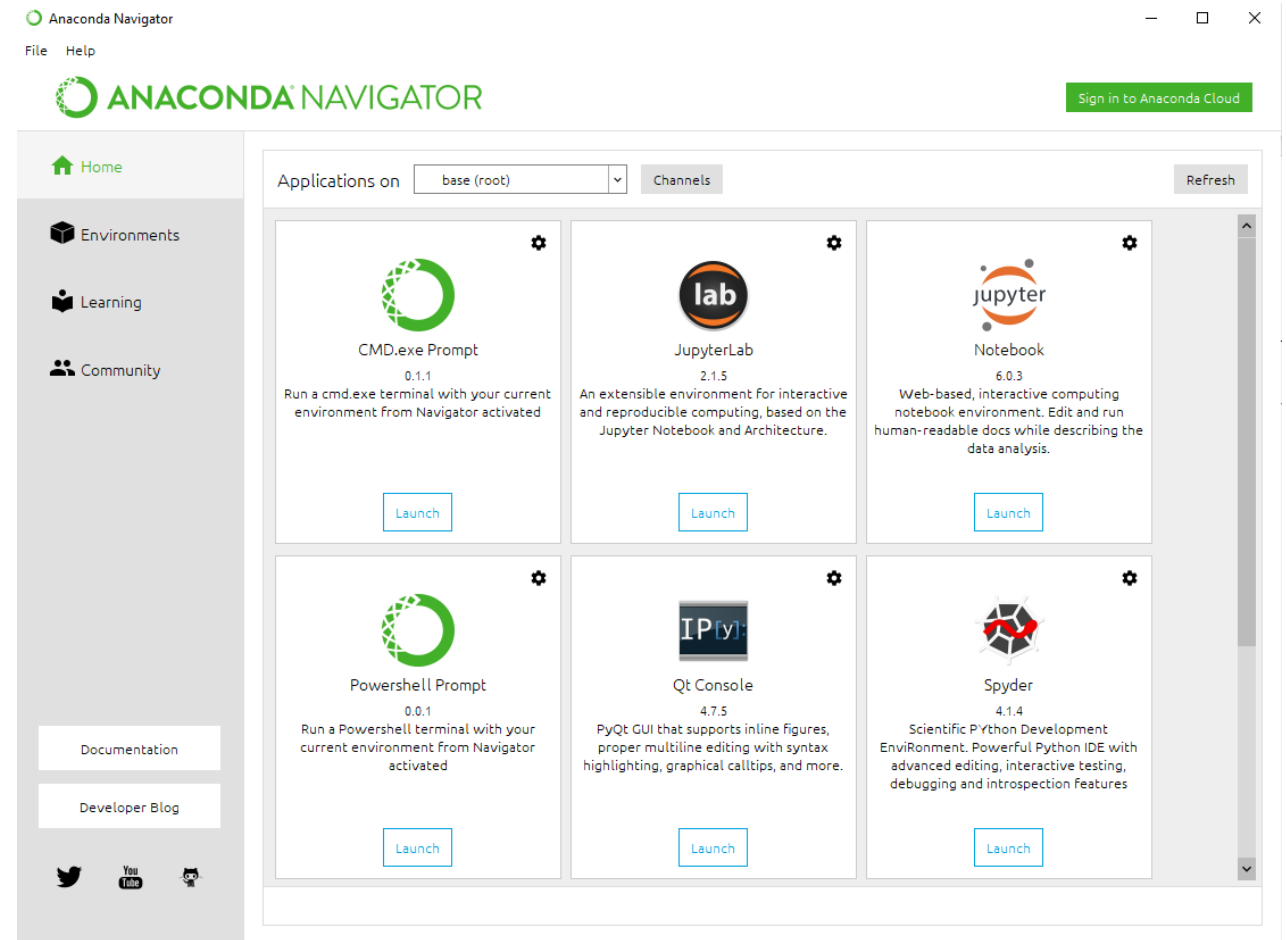 Anaconda Navigator
File Help
ANACONDA NAVIGATOR
Sign in to Anaconda Cloud
Home
Environments
Learning
Community
Documentation
Developer Blog
You
Tube
Applications on base (root) Channels Refresh
CMD.exe Prompt
0.1.1
Run a cmd.exe terminal with your current
environment from Navigator activated
Launch
lab
JupyterLab
2.1.5
An extensible environment for interactive
and reproducible computing, based on the
Jupyter Notebook and Architecture.
Launch
jupyter
Notebook
6.0.3
Web-based, interactive computing
notebook environment. Edit and run
human-readable docs while describing the
data analysis.
Launch
Powershell Prompt
0.0.1
Run a Powershell terminal with your
current environment from Navigator
activated
Launch
IP[y]:
Qt Console
4.7.5
PyQt GUI that supports inline figures,
proper multiline editing with syntax
highlighting, graphical calltips, and more.
Launch
Spyder
4.1.4
Scientific PYthon Development
EnviRonment. Powerful Python IDE with
advanced editing, interactive testing,
debugging and introspection features
Launch